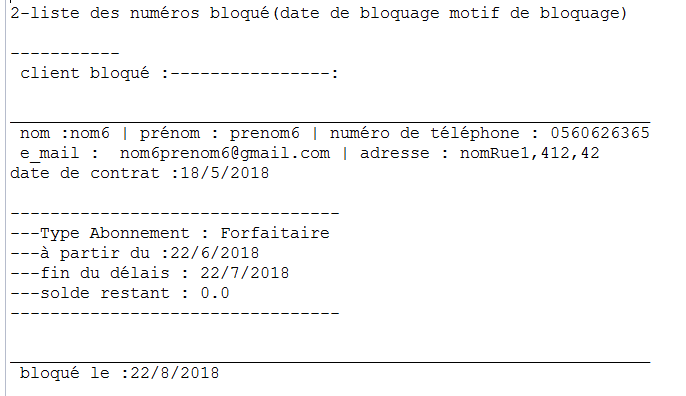 2-liste des numéros bloqué(date de bloquage motif de bloquage)
-----------
client bloqué :----------------:
_________________________________________________________________
nom :nom6 | prénom : prenom6 | numéro de téléphone : 0560626365
e_mail :  nom6prenom6@gmail.com | adresse : nomRue1,412,42
date de contrat :18/5/2018
---------------------------------
---Type Abonnement : Forfaitaire
---à partir du :22/6/2018
---fin du délais : 22/7/2018
---solde restant : 0.0
---------------------------------
_________________________________________________________________
bloqué le :22/8/2018